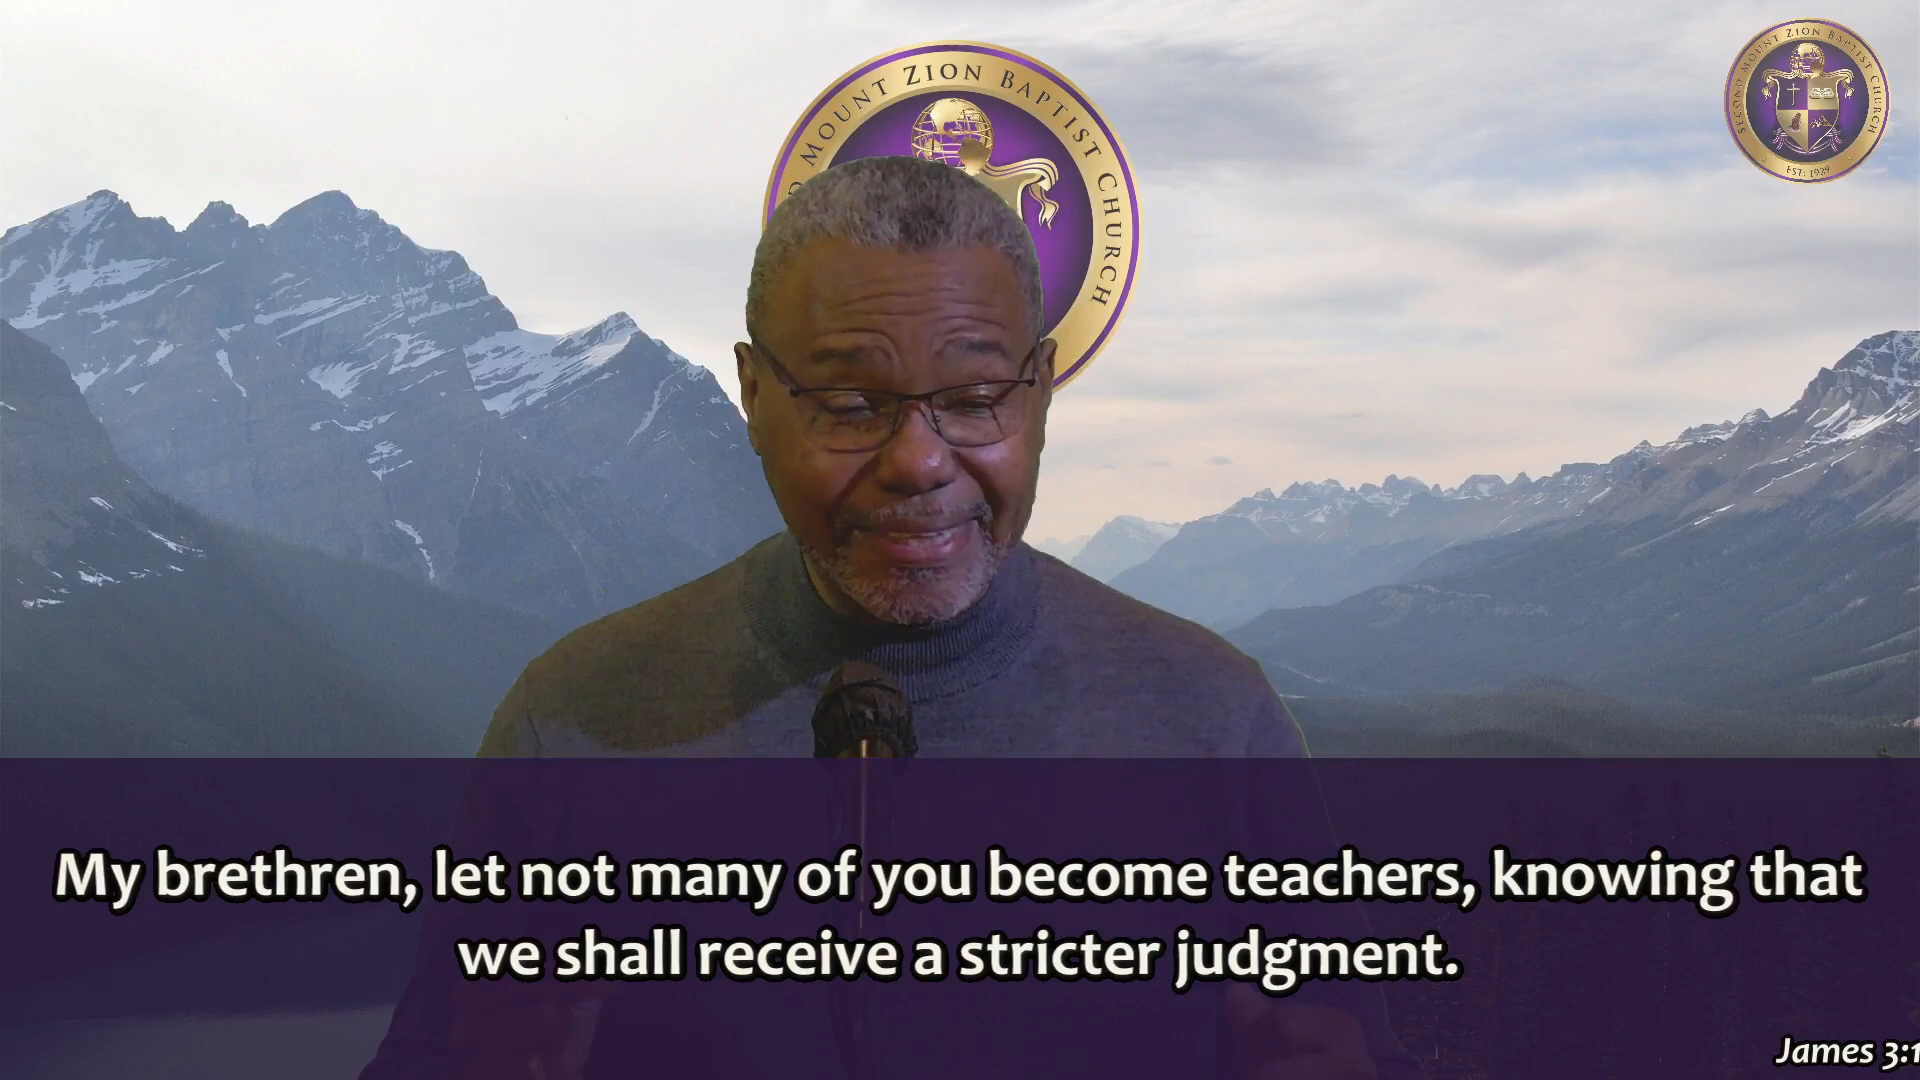 MOUNT ZION BAPTIST CHURCH
SECOND MOUNT ZION BAPTIST CHURCH
EST: 1929
My brethren, let not many of you become teachers, knowing that
we shall receive a stricter judgment.
James 3:1